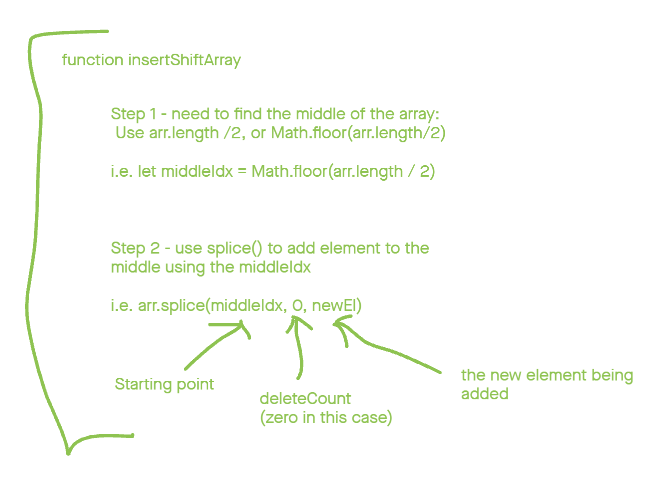 function insertShiftArray
Step 1 - need to find the middle of the array:
Use arr.length /2, or Math.floor(arr.length/2)
i.e. let middleIdx = Math.floor(arr.length / 2)
Step 2 - use splice() to add element to the
middle using the middleIdx
i.e. arr.splice(middleIdx, 0, newEl)
Starting point
deleteCount
(zero in this case)
the new element being
added